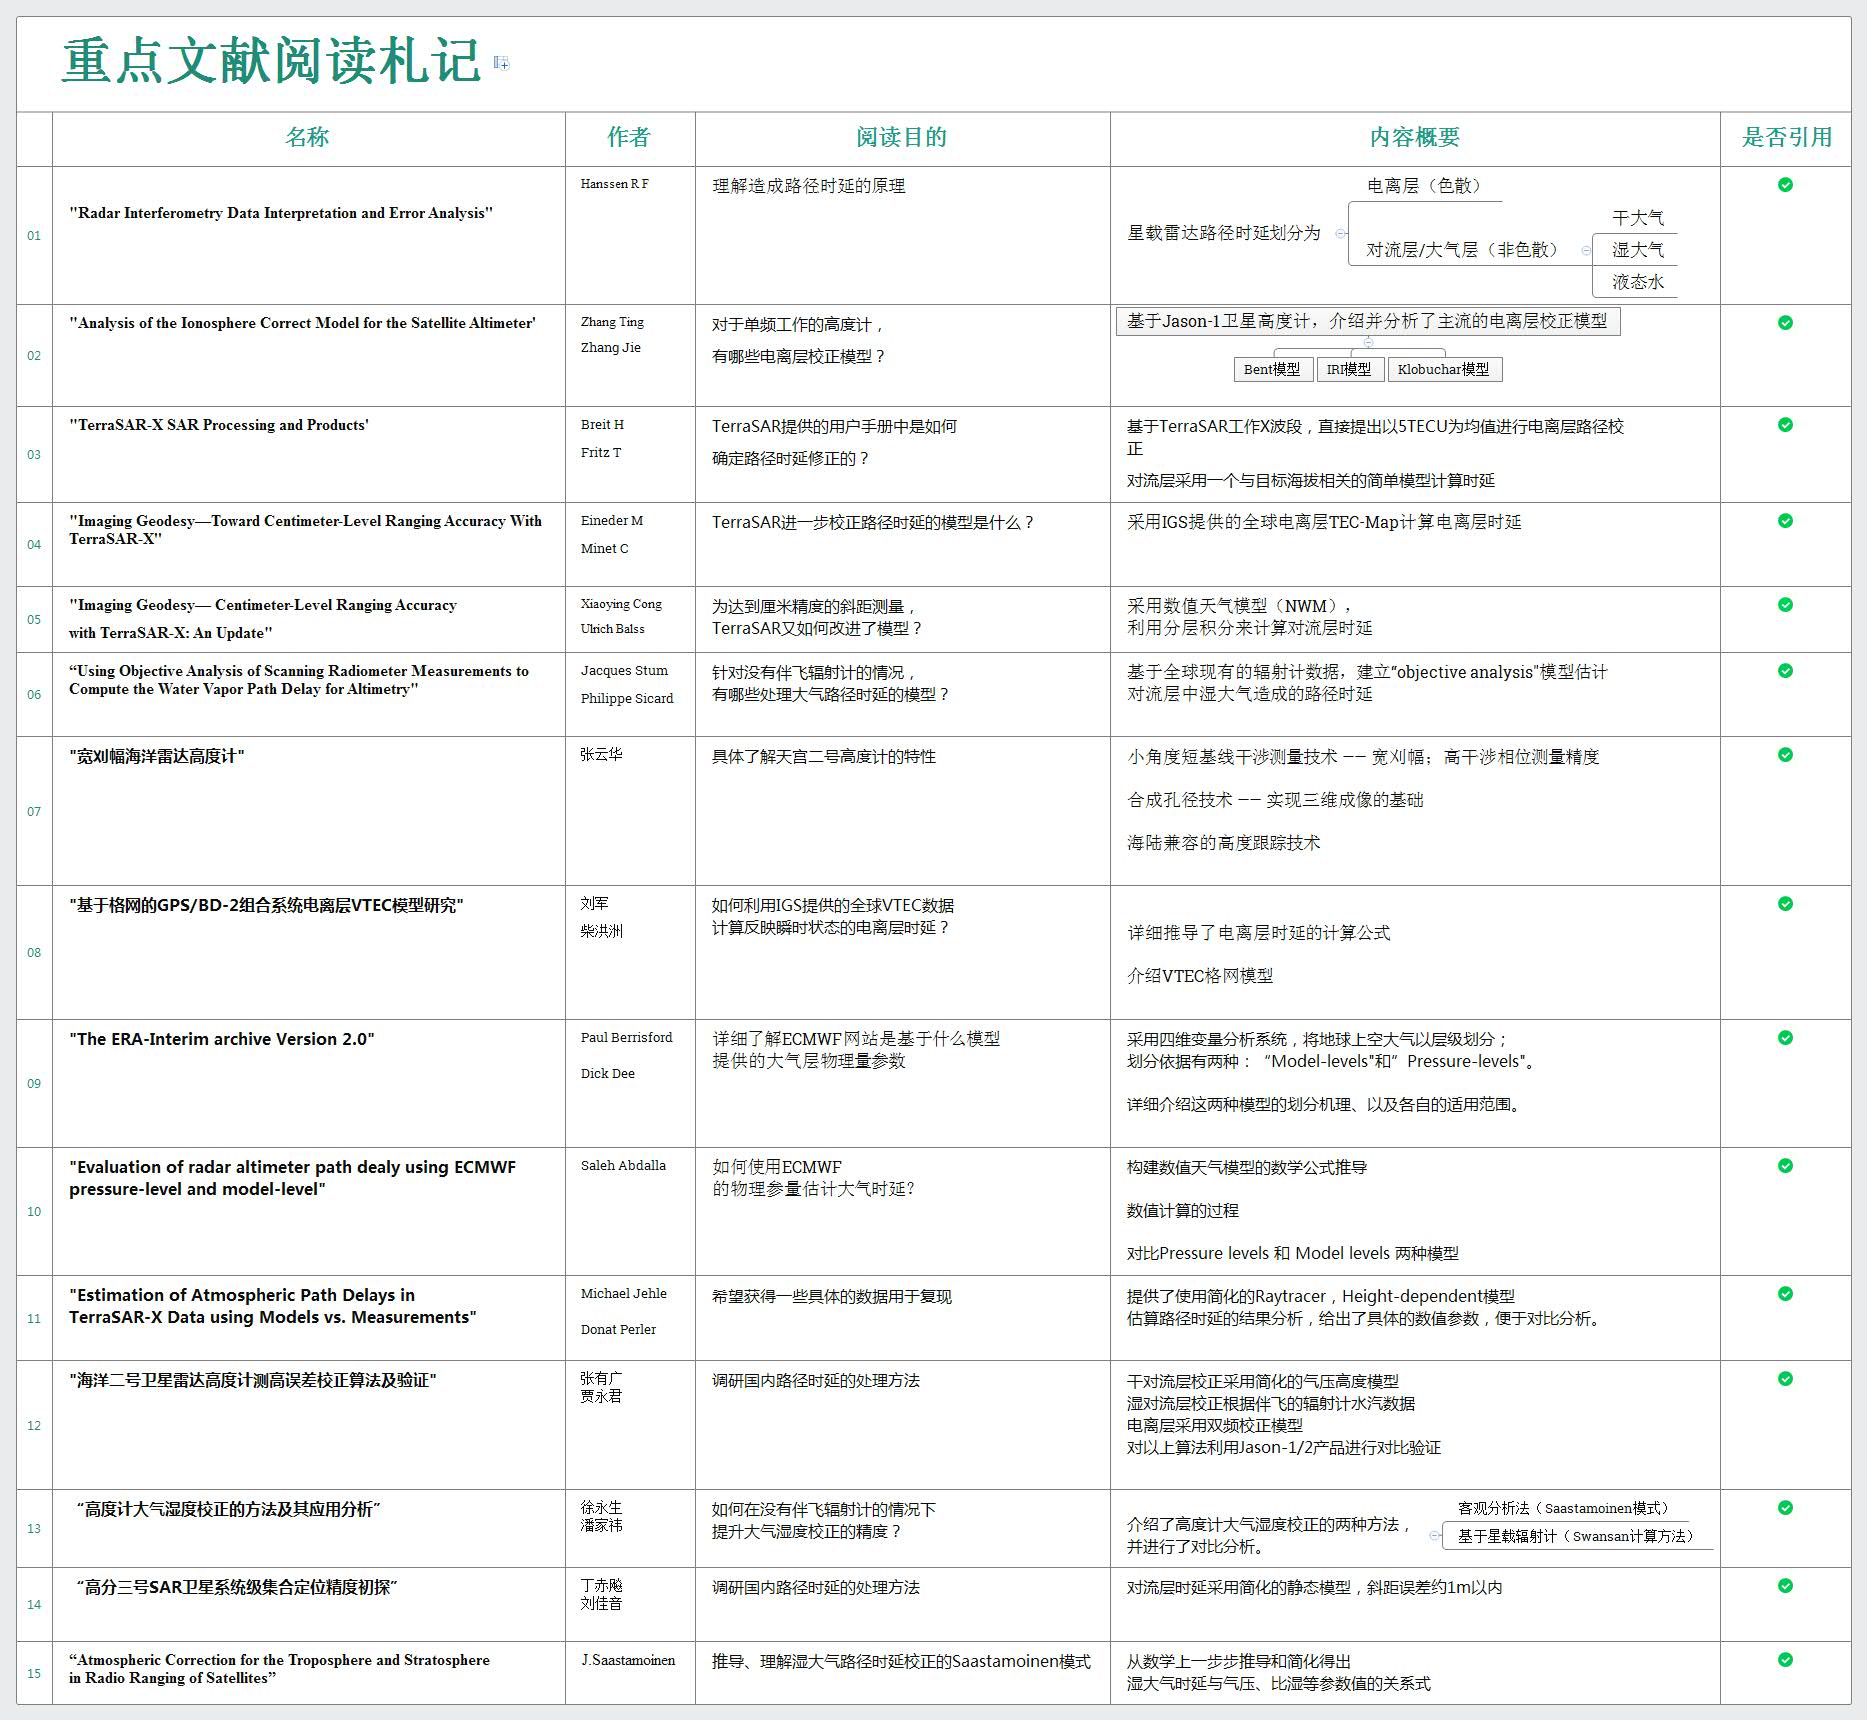 重点文献阅读札记
名称
作者
阅读目的
内容概要
是否引用
01
"Radar Interferometry Data Interpretation and Error Analysis"
Hanssen R F
理解造成路径时延的原理
星载雷达路径时延划分为
电离层（色散）
对流层/大气层（非色散）
干大气
湿大气
液态水
02
"Analysis of the Ionosphere Correct Model for the Satellite Altimeter'
Zhang Ting
Zhang Jie
对于单频工作的高度计，
有哪些电离层校正模型？
基于Jason-1卫星高度计，介绍并分析了主流的电离层校正模型
Bent模型
IRI模型
Klobuchar模型
03
"TerraSAR-X SAR Processing and Products'
Breit H
Fritz T
TerraSAR提供的用户手册中是如何
确定路径时延修正的？
基于TerraSAR工作X波段，直接提出以5TECU为均值进行电离层路径校
正
对流层采用一个与目标海拔相关的简单模型计算时延
04
"Imaging Geodesy—Toward Centimeter-Level Ranging Accuracy With
TerraSAR-X"
Eineder M
Minet C
TerraSAR进一步校正路径时延的模型是什么？
采用IGS提供的全球电离层TEC-Map计算电离层时延
05
"Imaging Geodesy— Centimeter-Level Ranging Accuracy
with TerraSAR-X: An Update"
Xiaoying Cong
Ulrich Balss
为达到厘米精度的斜距测量，
TerraSAR又如何改进了模型？
采用数值天气模型（NWM），
利用分层积分来计算对流层时延
06
“Using Objective Analysis of Scanning Radiometer Measurements to
Compute the Water Vapor Path Delay for Altimetry"
Jacques Stum
Philippe Sicard
针对没有伴飞辐射计的情况，
有哪些处理大气路径时延的模型？
基于全球现有的辐射计数据，建立“objective analysis"模型估计
对流层中湿大气造成的路径时延
07
"宽刈幅海洋雷达高度计"
张云华
具体了解天宫二号高度计的特性
小角度短基线干涉测量技术 —— 宽刈幅；高干涉相位测量精度
合成孔径技术 —— 实现三维成像的基础
海陆兼容的高度跟踪技术
08
"基于格网的GPS/BD-2组合系统电离层VTEC模型研究"
刘军
柴洪洲
如何利用IGS提供的全球VTEC数据
计算反映瞬时状态的电离层时延？
详细推导了电离层时延的计算公式
介绍VTEC格网模型
09
"The ERA-Interim archive Version 2.0"
Paul Berrisford
Dick Dee
详细了解ECMWF网站是基于什么模型
提供的大气层物理量参数
采用四维变量分析系统，将地球上空大气以层级划分；
划分依据有两种：“Model-levels"和”Pressure-levels"。
详细介绍这两种模型的划分机理、以及各自的适用范围。
10
"Evaluation of radar altimeter path dealy using ECMWF
pressure-level and model-level"
Saleh Abdalla
如何使用ECMWF
的物理参量估计大气时延?
构建数值天气模型的数学公式推导
数值计算的过程
对比Pressure levels 和 Model levels 两种模型
11
"Estimation of Atmospheric Path Delays in
TerraSAR-X Data using Models vs. Measurements"
Michael Jehle
Donat Perler
希望获得一些具体的数据用于复现
提供了使用简化的Raytracer，Height-dependent模型
估算路径时延的结果分析，给出了具体的数值参数，便于对比分析。
12
"海洋二号卫星雷达高度计测高误差校正算法及验证"
张有广
贾永君
调研国内路径时延的处理方法
干对流层校正采用简化的气压高度模型
湿对流层校正根据伴飞的辐射计水汽数据
电离层采用双频校正模型
对以上算法利用Jason-1/2产品进行对比验证
13
“高度计大气湿度校正的方法及其应用分析”
徐永生
潘家祎
如何在没有伴飞辐射计的情况下
提升大气湿度校正的精度？
介绍了高度计大气湿度校正的两种方法，
并进行了对比分析。
客观分析法（Saastamoinen模式）
基于星载辐射计（Swansan计算方法）
14
“高分三号SAR卫星系统级集合定位精度初探”
丁赤飚
刘佳音
调研国内路径时延的处理方法
对流层时延采用简化的静态模型，斜距误差约1m以内
15
“Atmospheric Correction for the Troposphere and Stratosphere
in Radio Ranging of Satellites”
J.Saastamoinen
推导、理解湿大气路径时延校正的Saastamoinen模式
从数学上一步步推导和简化得出
湿大气时延与气压、比湿等参数值的关系式